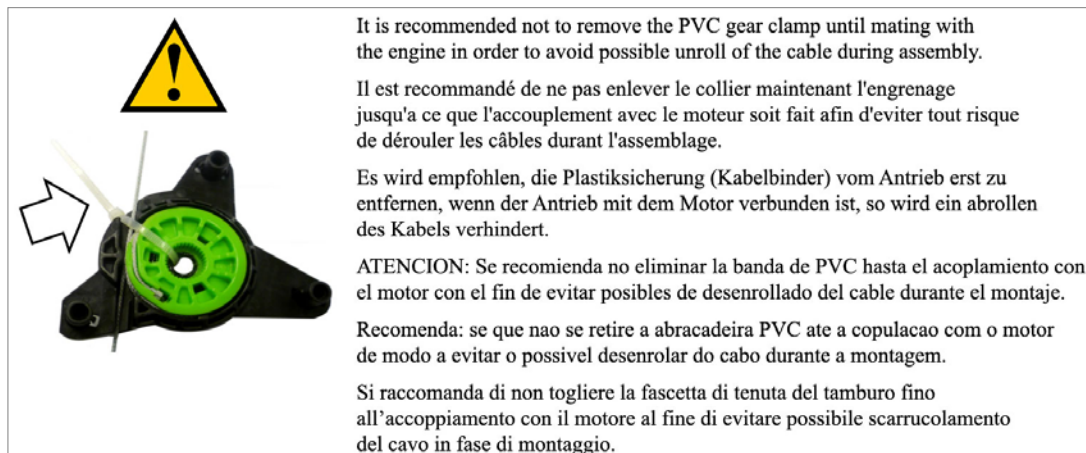 It is recommended not to remove the PVC gear clamp until mating with
the engine in order to avoid possible unroll of the cable during assembly.
Il est recommandé de ne pas enlever le collier maintenant l'engrenage
jusqu'a ce que l'accouplement avec le moteur soit fait afin d'eviter tout risque
de dérouler les câbles durant l'assemblage.
Es wird empfohlen, die Plastiksicherung (Kabelbinder) vom Antrieb erst zu
entfernen, wenn der Antrieb mit dem Motor verbunden ist, so wird ein abrollen
des Kabels verhindert.
ATENCION: Se recomienda no eliminar la banda de PVC hasta el acoplamiento con
el motor con el fin de evitar posibles de desenrollado del cable durante el montaje.
Recomenda: se que nao se retire a abracadeira PVC ate a copulacao com o motor
de modo a evitar o possivel desenrolar do cabo durante a montagem.
Si raccomanda di non togliere la fascetta di tenuta del tamburo fino
all’accoppiamento con il motore al fine di evitare possibile scarrucolamento
del cavo in fase di montaggio.